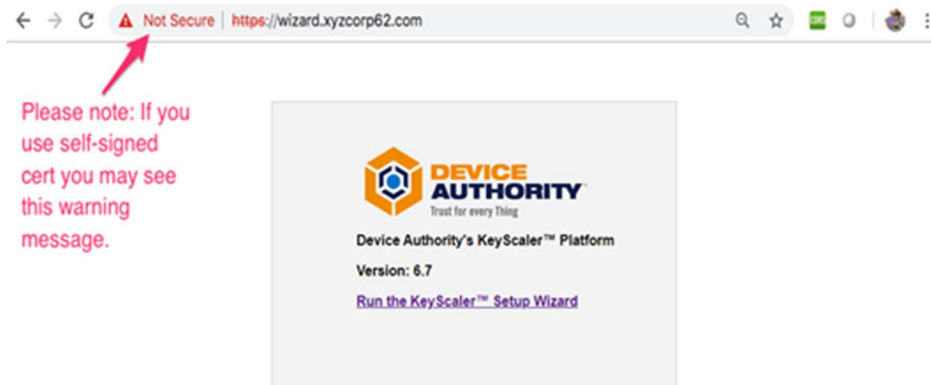 Not Secure | https://wizard.xyzcorp62.com
Please note: If you
use self-signed
cert you may see
this warning
message.
DEVICE
AUTHORITY
Trust for every Thing
Device Authority's KeyScaler™ Platform
Version: 6.7
Run the KeyScaler™ Setup Wizard